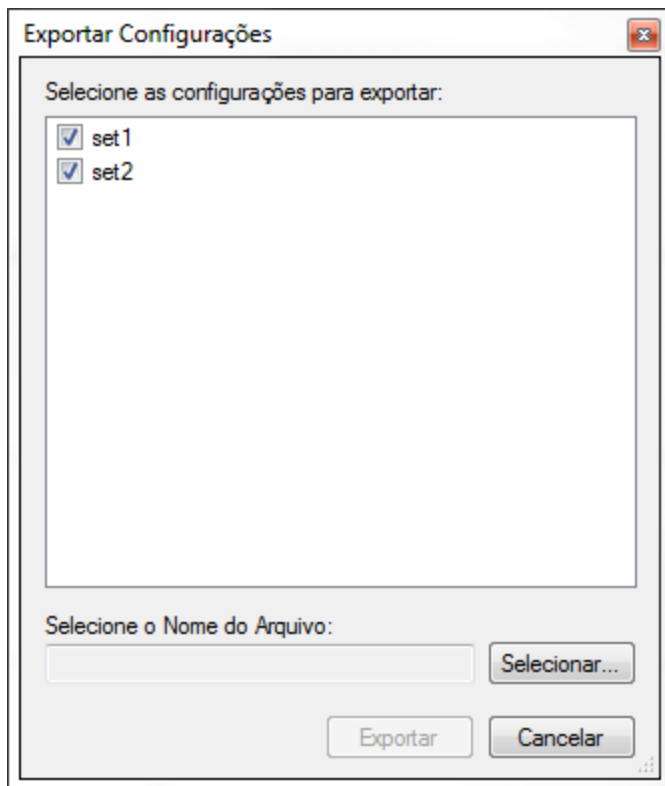 Exportar Configurações
Selecione as configurações para exportar:
set1
set2
Selecione o Nome do Arquivo:
Selecionar...
Exportar
Cancelar